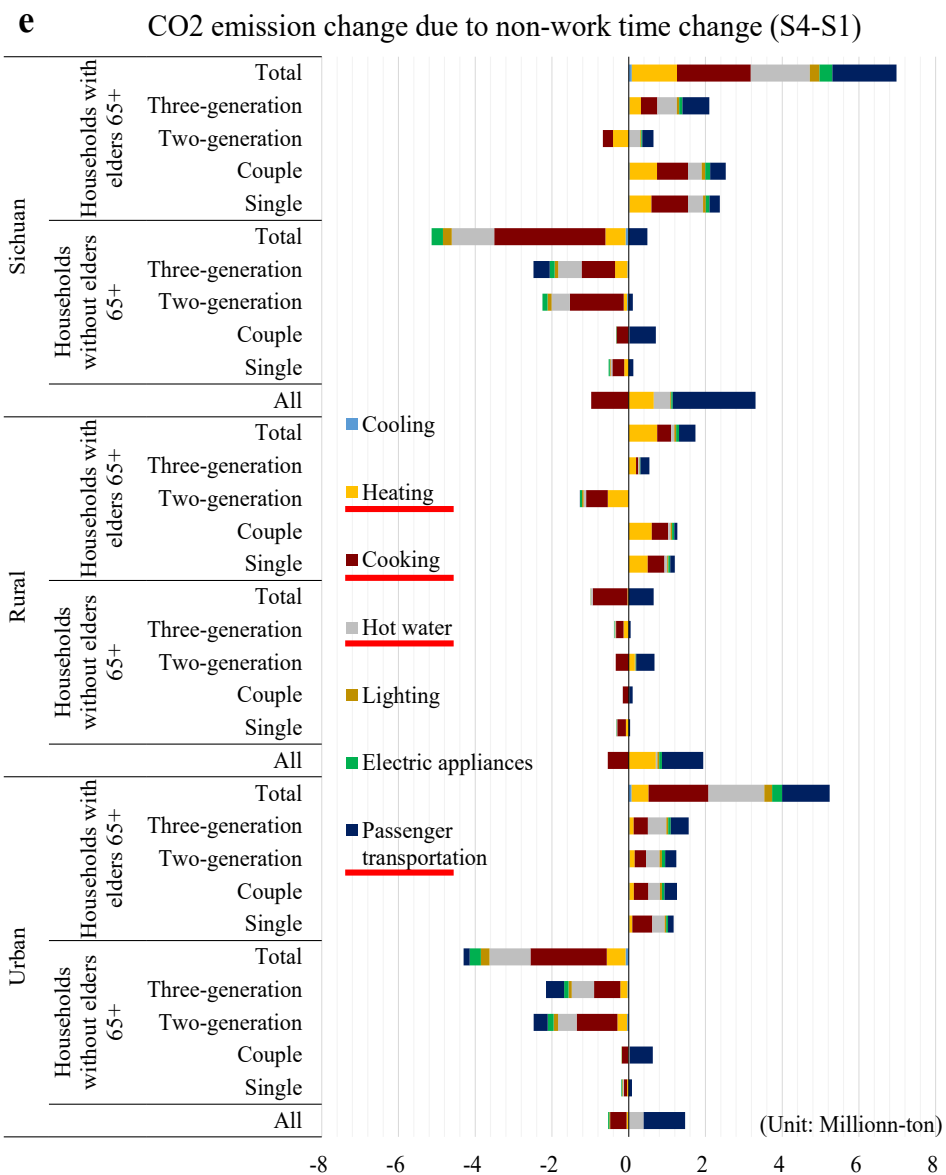 e
CO2 emission change due to non-work time change (S4-S1)
Sichuan
Households with
elders 65+
Total
Three-generation
Two-generation
Couple
Single
Households
without elders
65+
Total
Three-generation
Two-generation
Couple
Single
All
Rural
Households with
elders 65+
Total
Three-generation
Two-generation
Couple
Single
Households
without elders
65+
Total
Three-generation
Two-generation
Couple
Single
All
Urban
Households with
elders 65+
Total
Three-generation
Two-generation
Couple
Single
Households
without elders
65+
Total
Three-generation
Two-generation
Couple
Single
All
Cooling
Heating
Cooking
Hot water
Lighting
Electric appliances
Passenger
transportation
(Unit: Millionn-ton)
-8 -6 -4 -2 0 2 4 6 8